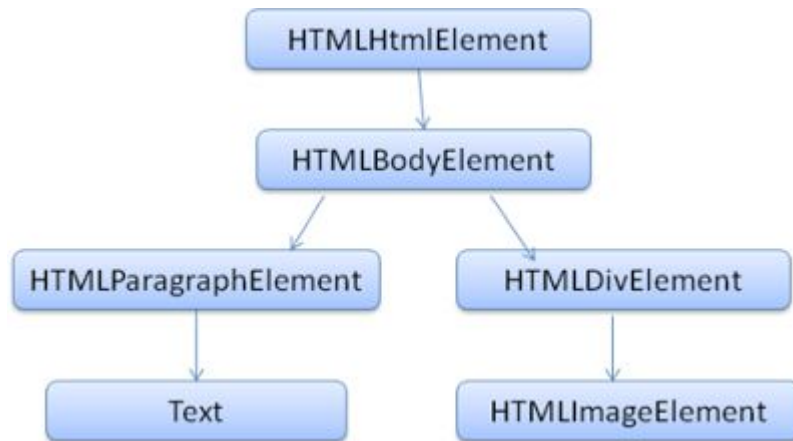 HTMLHtmlElement
HTMLBodyElement
HTMLParagraphElement
HTMLDivElement
Text
HTMLImageElement